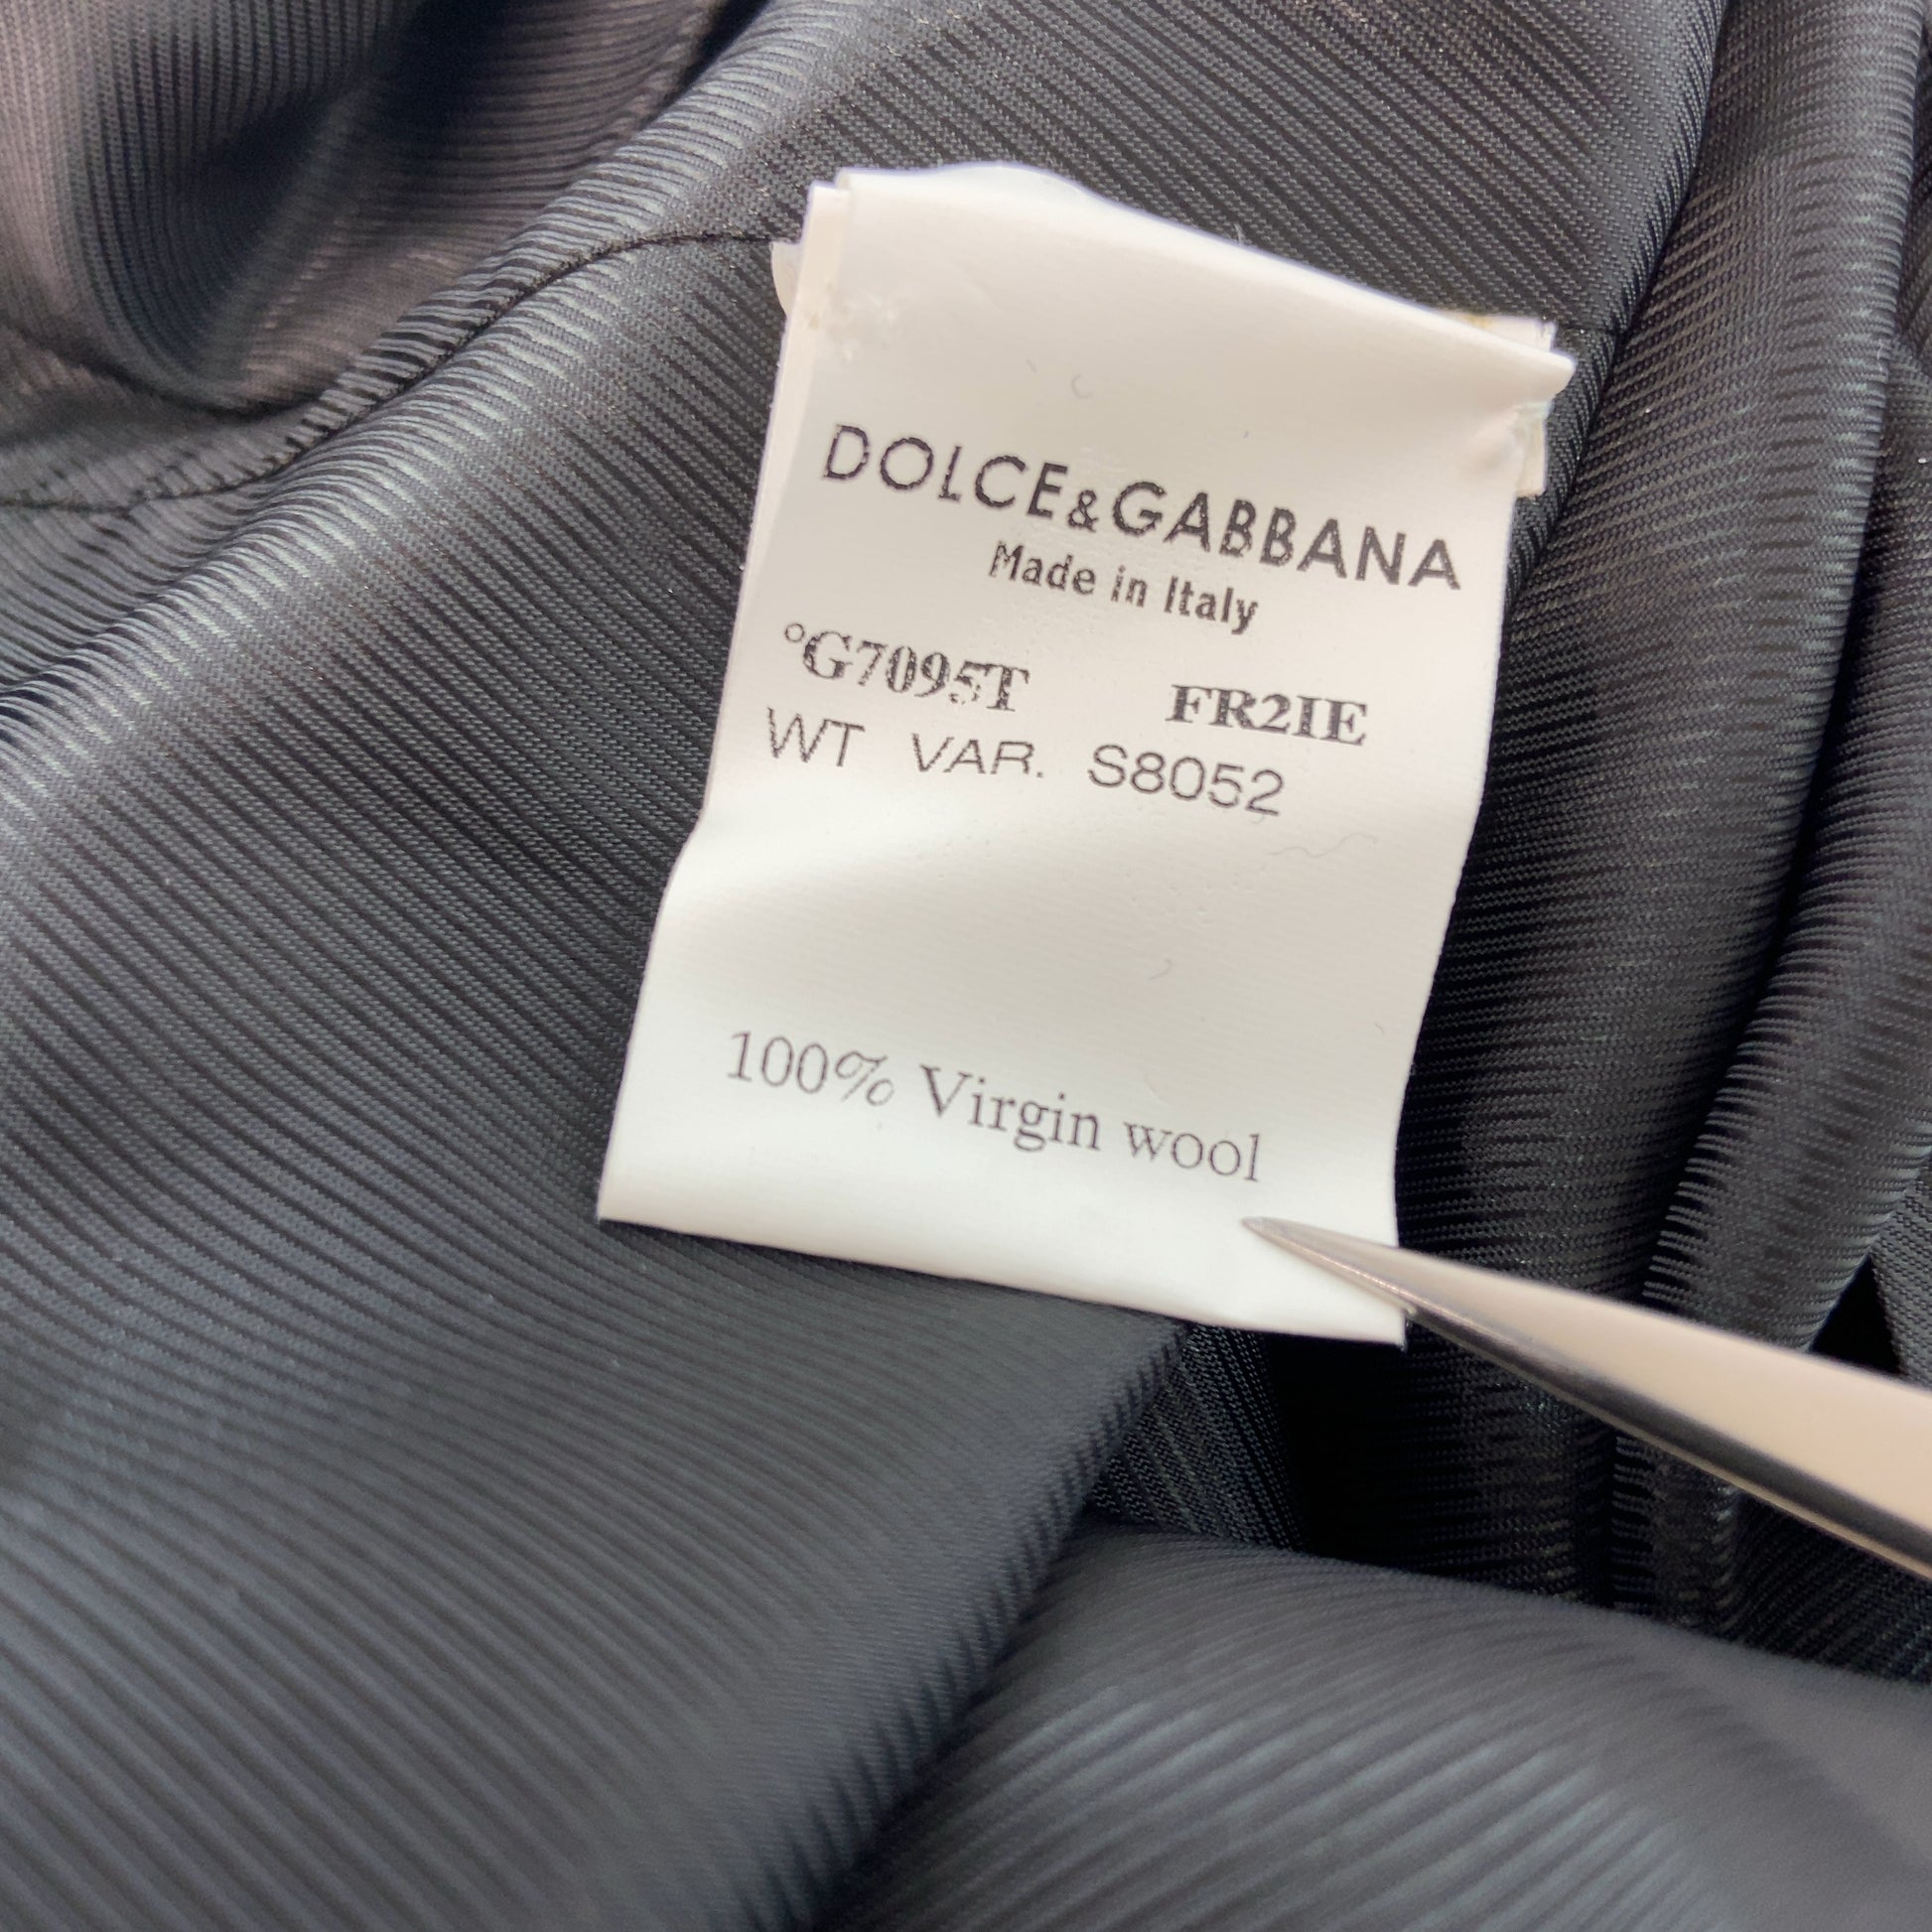 DOLCE&GABBANA
Made in Italy
°G7095T FR2IE
WT VAR. S8052
100% Virgin wool